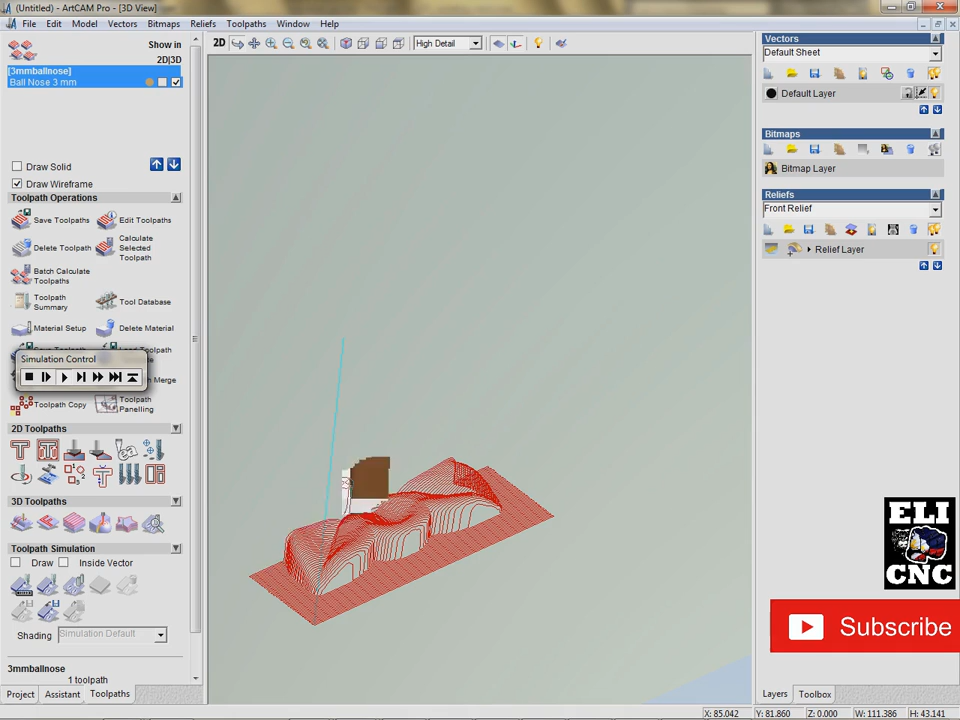 (Untitled) - ArtCAM Pro - [3D View]
File Edit Model Vectors Bitmaps Reliefs Toolpaths Window Help
Show in
2D|3D
2D
High Detail
[3mmballnose]
Ball Nose 3 mm
Draw Solid
Draw Wireframe
Toolpath Operations
Save Toolpaths
Edit Toolpaths
Delete Toolpath
Calculate
Selected
Toolpath
Batch Calculate
Toolpaths
Toolpath
Summary
Tool Database
Material Setup
Delete Material
Simulation Control
Merge
Toolpath Copy
Toolpath
Panelling
2D Toolpaths
3D Toolpaths
Toolpath Simulation
Draw
Inside Vector
Shading
Simulation Default
3mmballnose
1 toolpath
Project
Assistant
Toolpaths
Vectors
Default Sheet
Default Layer
Bitmaps
Bitmap Layer
Reliefs
Front Relief
Relief Layer
ELI
CNC
Subscribe
Layers
Toolbox
X: 85.042 Y: 81.860 Z: 0.000 W: 111.386 H: 43.141